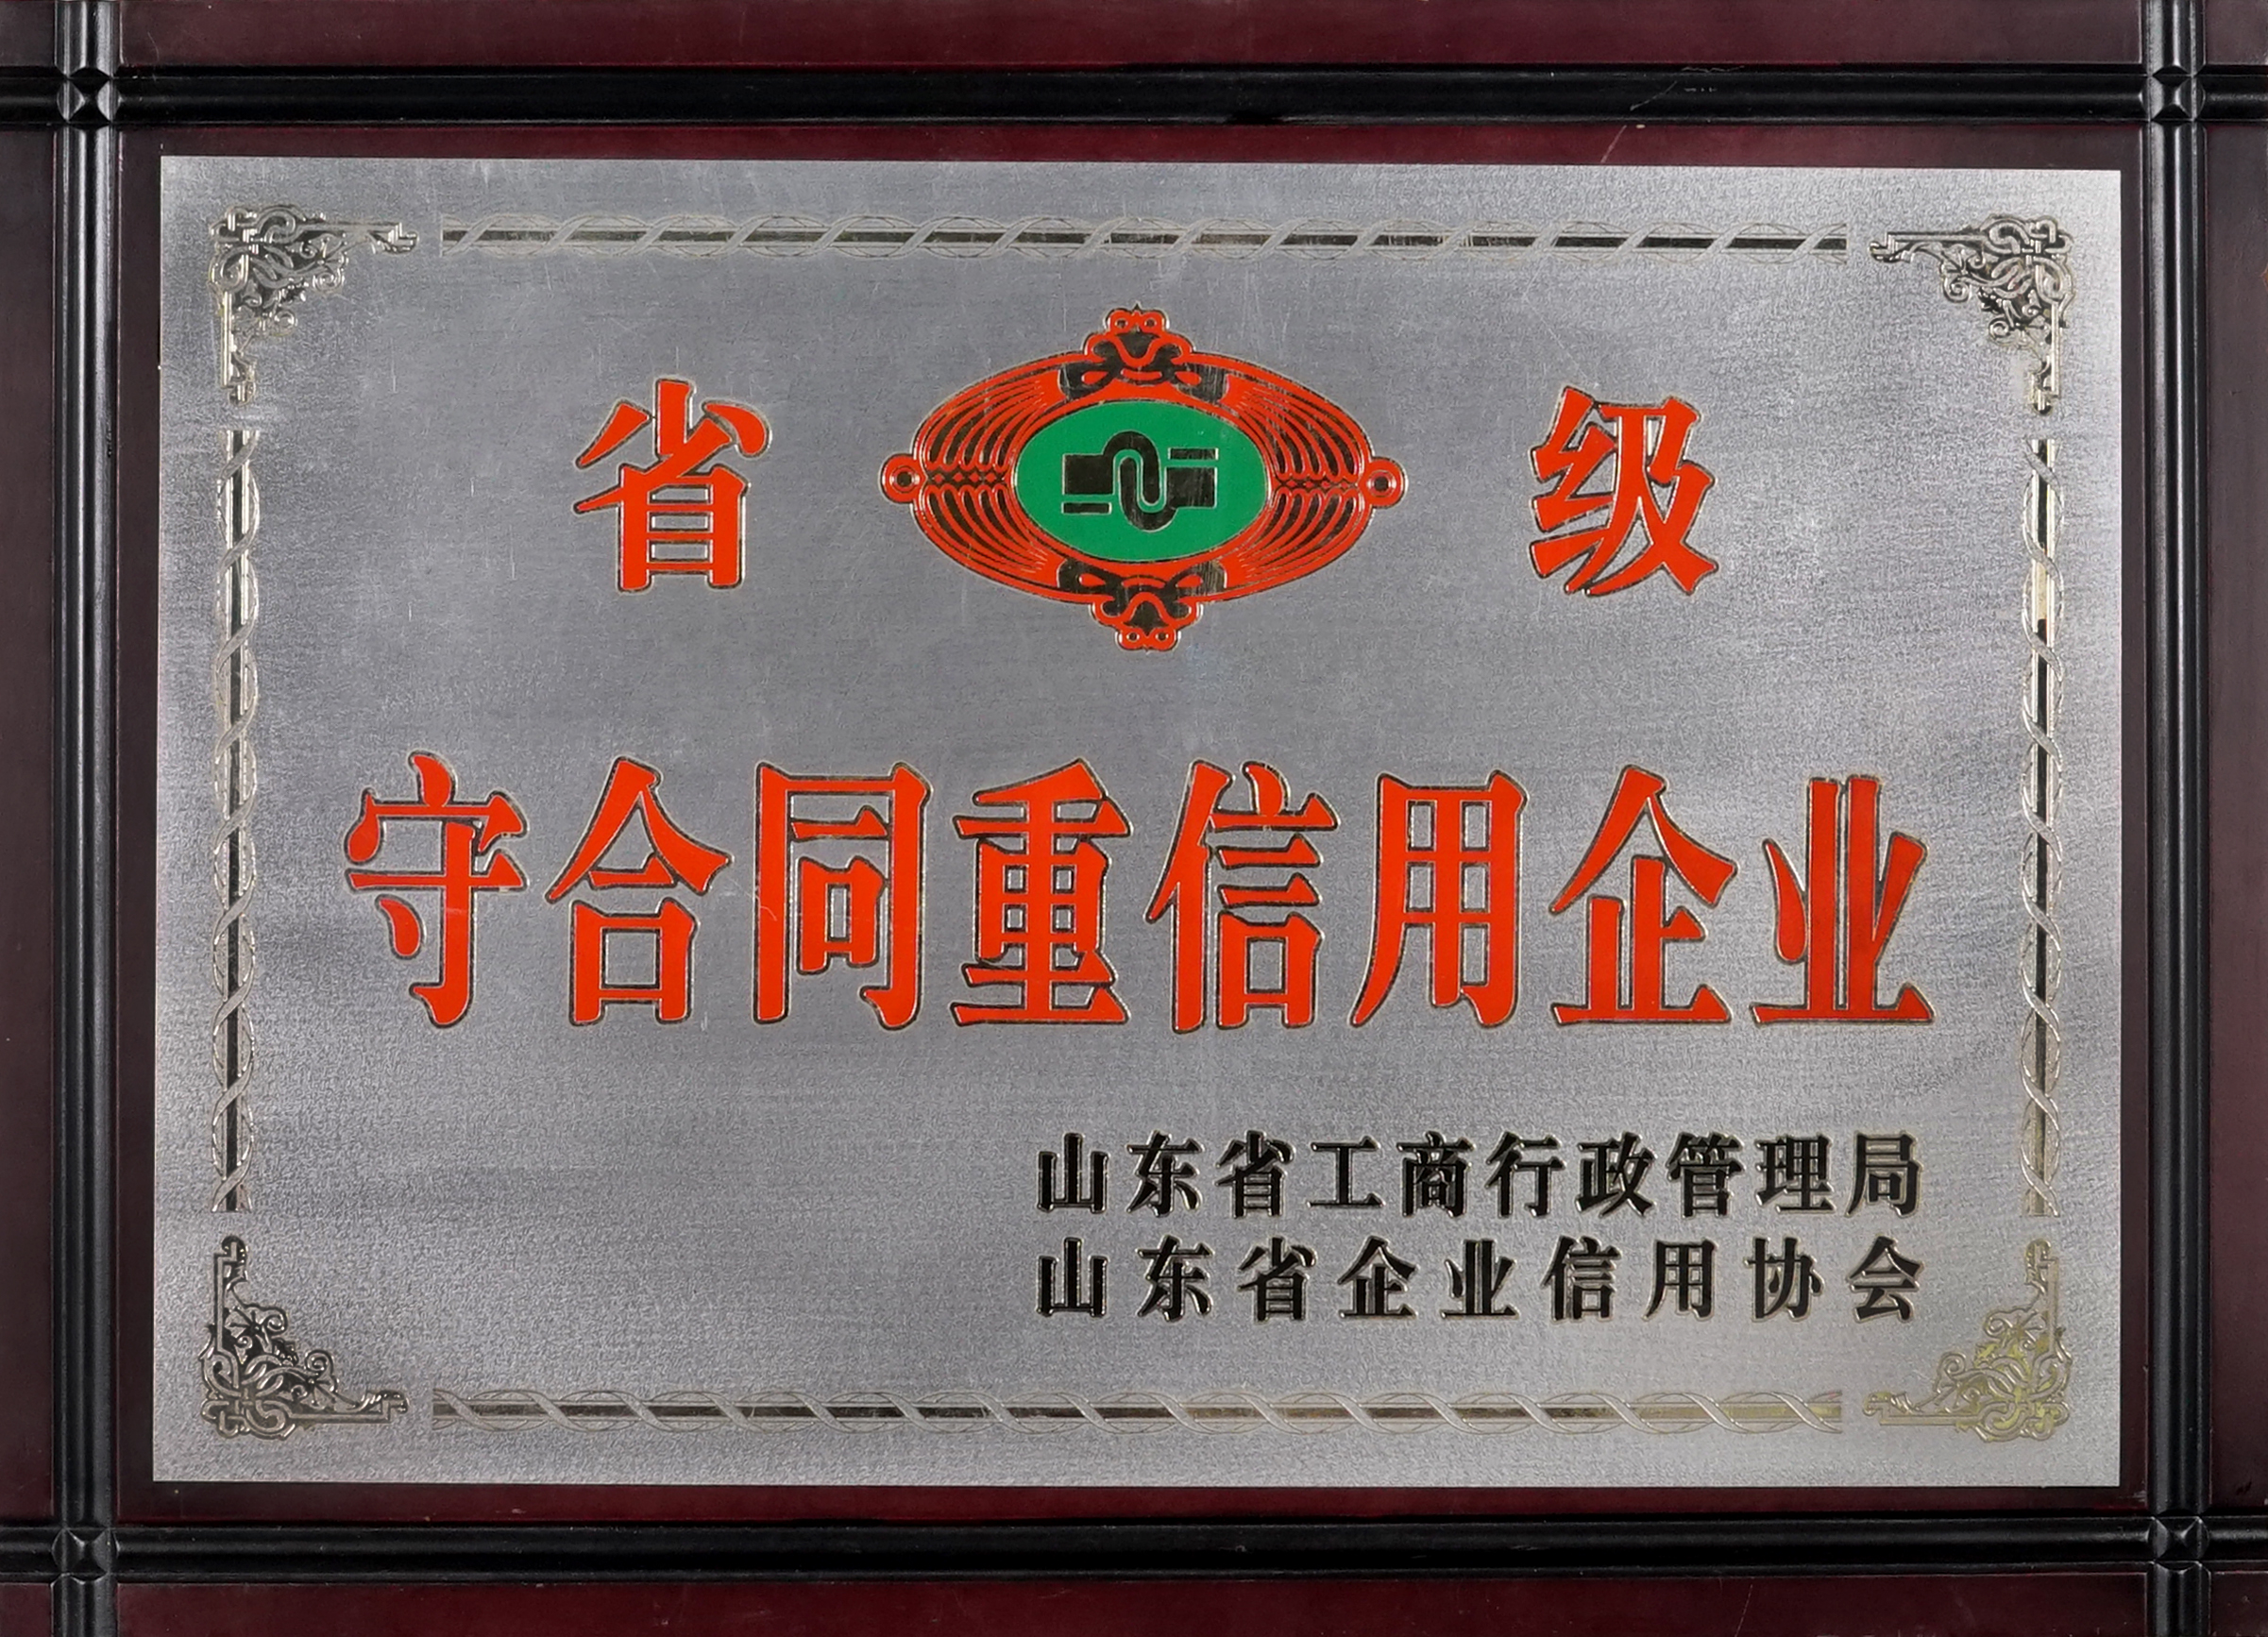 省 级
守合同重信用企业
山东省工商行政管理局
山东省企业信用协会